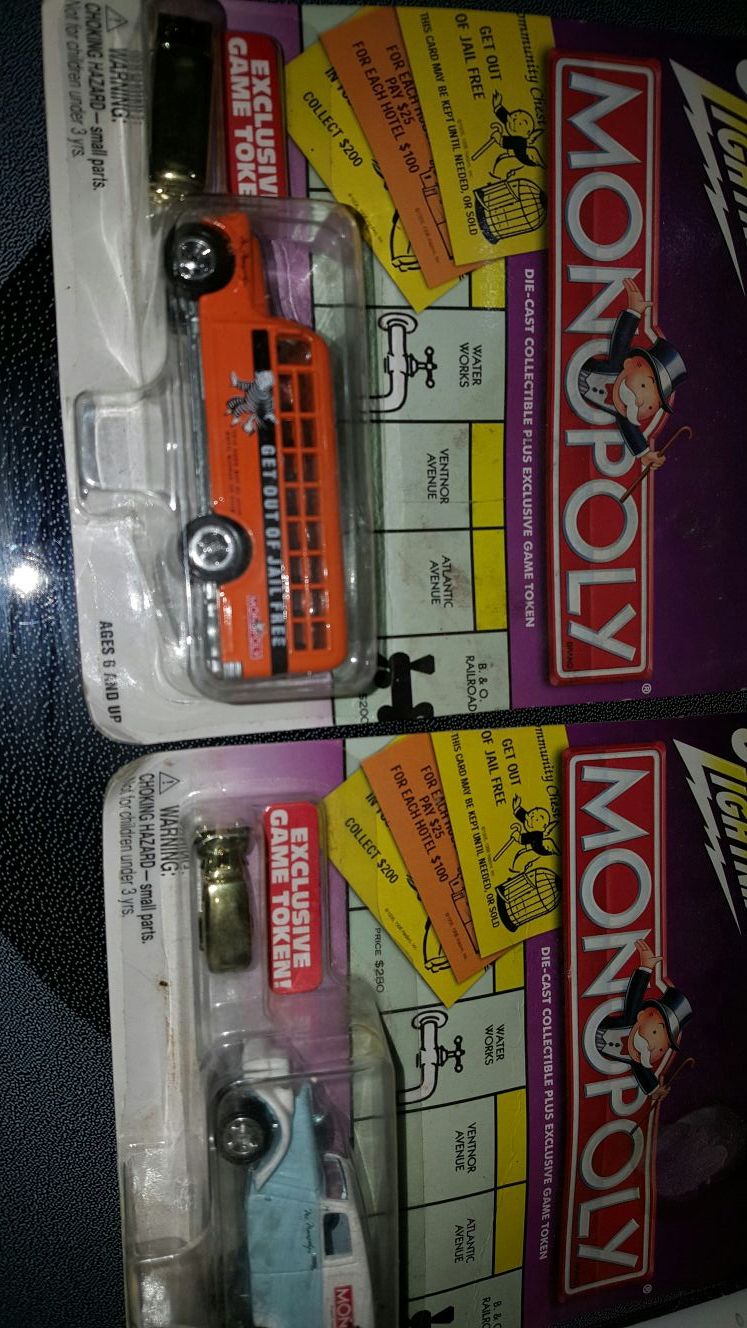 MONOPOLY
BRAND
®
DIE-CAST COLLECTIBLE PLUS EXCLUSIVE GAME TOKEN
GET OUT
OF JAIL FREE
THIS CARD MAY BE KEPT UNTIL NEEDED, OR SOLD
PAY $25
FOR EACH HOTEL $100
COLLECT $200
WATER
WORKS
VENTNOR
AVENUE
ATLANTIC
AVENUE
B. & O.
RAILROAD
EXCLUSIV
GAME TOKE
GET OUT OF JAIL FREE
MONOPOLY
WARNING:
CHOKING HAZARD — small parts.
Not for children under 3 yrs.
AGES 6 AND UP
MONOPOLY
®
DIE-CAST COLLECTIBLE PLUS EXCLUSIVE GAME TOKEN
GET OUT
OF JAIL FREE
THIS CARD MAY BE KEPT UNTIL NEEDED, OR SOLD
PAY $25
FOR EACH HOTEL $100
COLLECT $200
PRICE $280
WATER
WORKS
VENTNOR
AVENUE
ATLANTIC
AVENUE
B. &
EXCLUSIVE
GAME TOKEN!
MON
WARNING:
CHOKING HAZARD — small parts.
Not for children under 3 yrs.